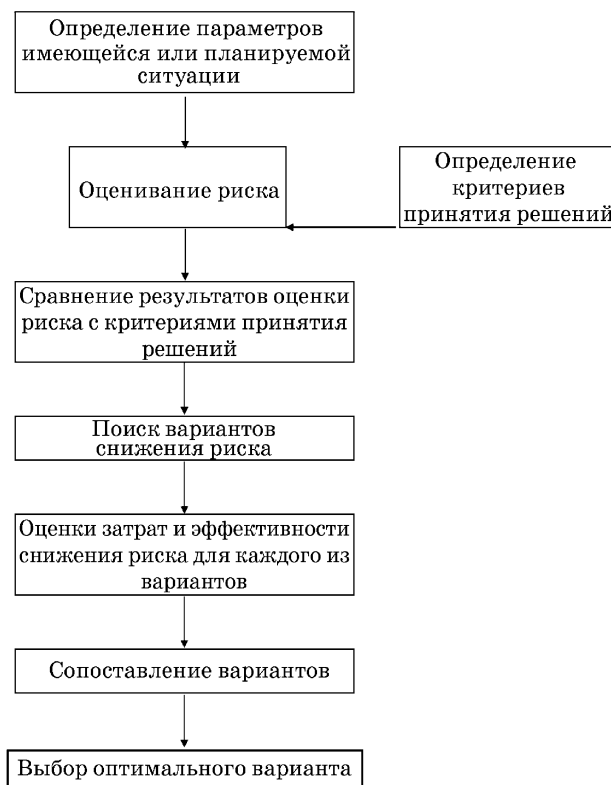 Определение параметров
имеющейся или планируемой
ситуации
Оценивание риска
Определение
критериев
принятия решений
Сравнение результатов оценки
риска с критериями принятия
решений
Поиск вариантов
снижения риска
Оценки затрат и эффективности
снижения риска для каждого из
вариантов
Сопоставление вариантов
Выбор оптимального варианта